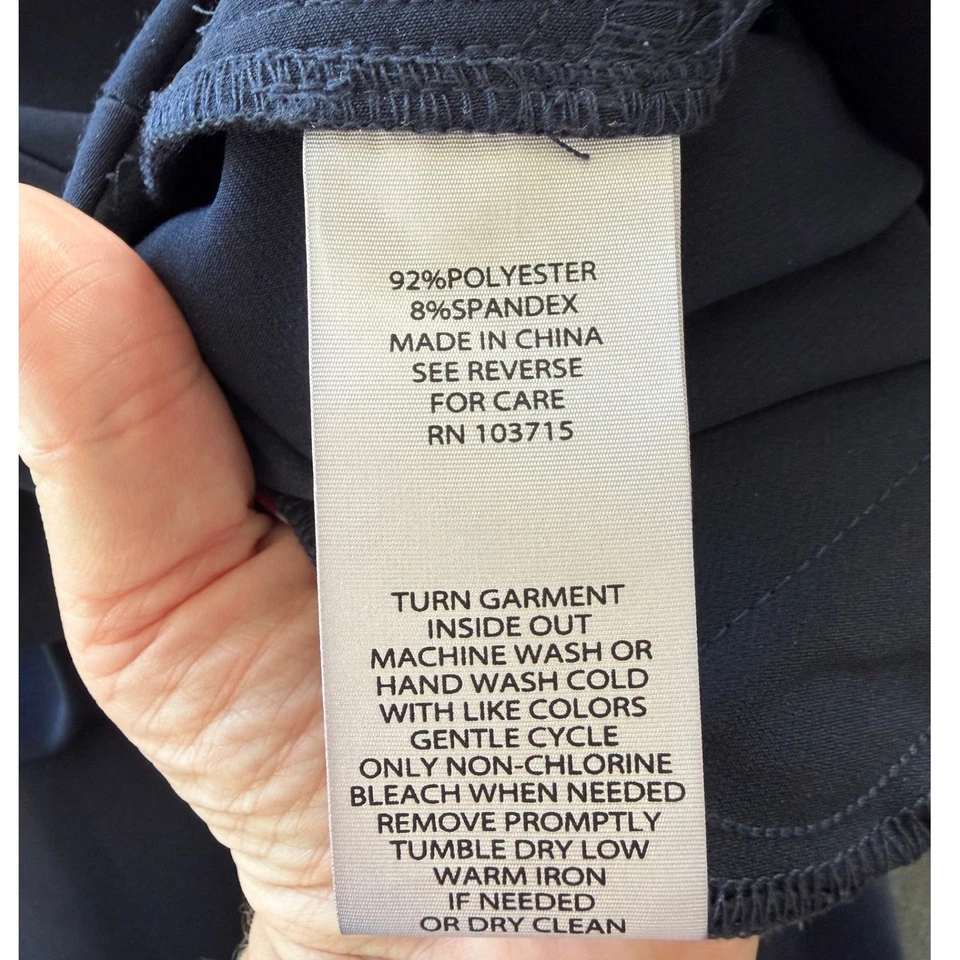 92%POLYESTER
8%SPANDEX
MADE IN CHINA
SEE REVERSE
FOR CARE
RN 103715
TURN GARMENT
INSIDE OUT
MACHINE WASH OR
HAND WASH COLD
WITH LIKE COLORS
GENTLE CYCLE
ONLY NON-CHLORINE
BLEACH WHEN NEEDED
REMOVE PROMPTLY
TUMBLE DRY LOW
WARM IRON
IF NEEDED
OR DRY CLEAN